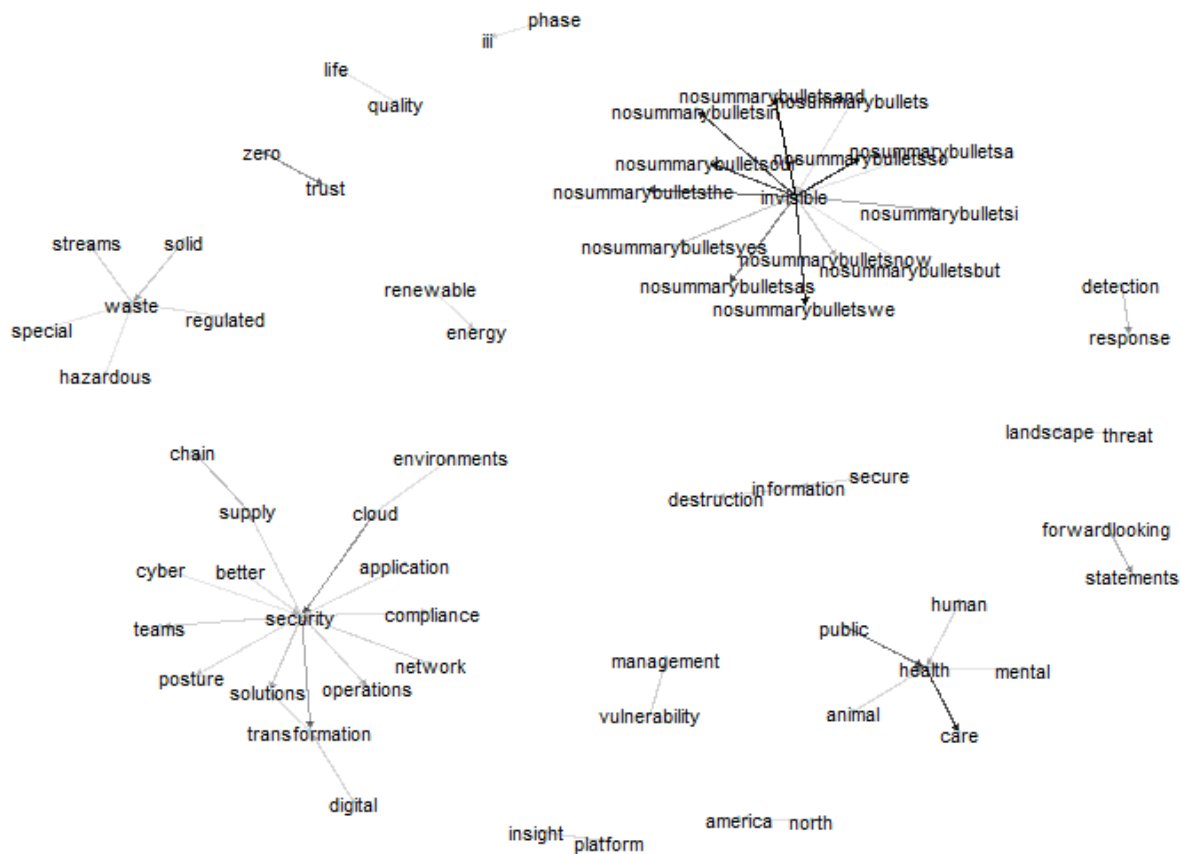 phase
iii
life
quality
nosummarybulletsand
nosummarybullets
nosummarybulletsin
zero
nosummarybulletsa
nosummarybulletsso
nosummarybulletsour
trust
nosummarybulletsthe
invisible
nosummarybulletsi
streams
solid
nosummarybulletsyes
nosummarybulletsnow
nosummarybulletsbut
detection
renewable
nosummarybulletsas
waste
nosummarybulletswe
regulated
special
energy
response
hazardous
landscape
threat
chain
environments
secure
information
destruction
supply
cloud
forwardlooking
cyber
better
application
statements
human
security
compliance
teams
public
management
health
mental
network
posture
solutions
operations
vulnerability
animal
transformation
care
digital
america
north
insight
platform